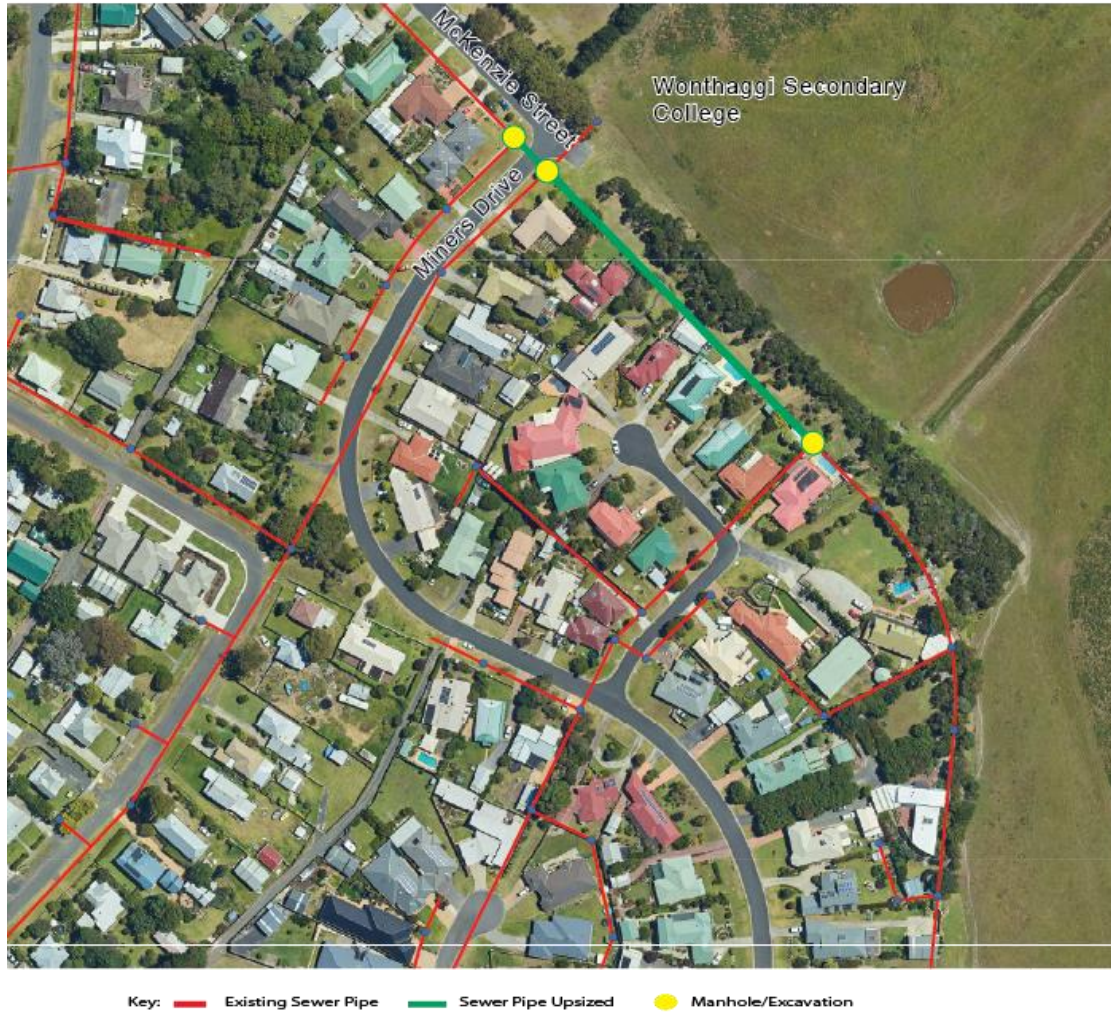 McKenzie Street
Wonthaggi Secondary
College
Miners Drive
Key: Existing Sewer Pipe Sewer Pipe Upsized Manhole/Excavation